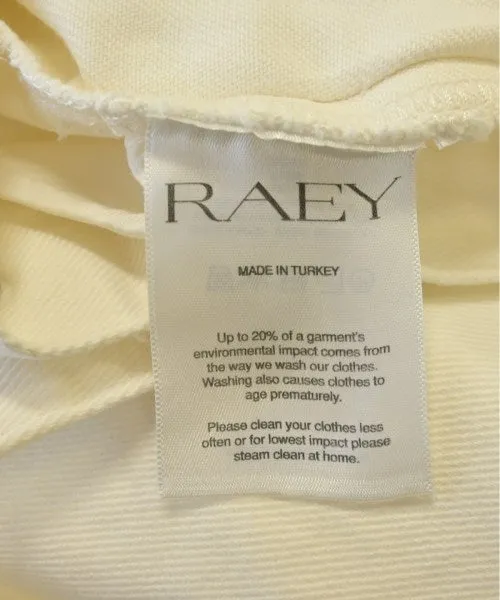 RAEY
MADE IN TURKEY
Up to 20% of a garment's
environmental impact comes from
the way we wash our clothes.
Washing also causes clothes to
age prematurely.
Please clean your clothes less
often or for lowest impact please
steam clean at home.